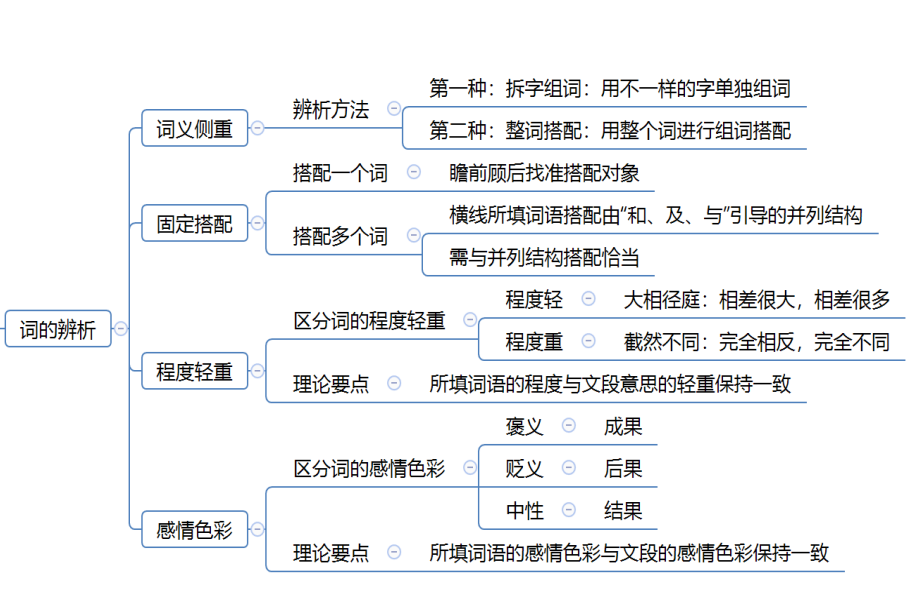 词的辨析
词义侧重
辨析方法
第一种：拆字组词：用不一样的字单独组词
第二种：整词搭配：用整个词进行组词搭配
固定搭配
搭配一个词
瞻前顾后找准搭配对象
搭配多个词
横线所填词语搭配由“和、及、与”引导的并列结构
需与并列结构搭配恰当
程度轻重
区分词的程度轻重
程度轻
大相径庭：相差很大，相差很多
程度重
截然不同：完全相反，完全不同
理论要点
所填词语的程度与文段意思的轻重保持一致
感情色彩
区分词的感情色彩
褒义
成果
贬义
后果
中性
结果
理论要点
所填词语的感情色彩与文段的感情色彩保持一致